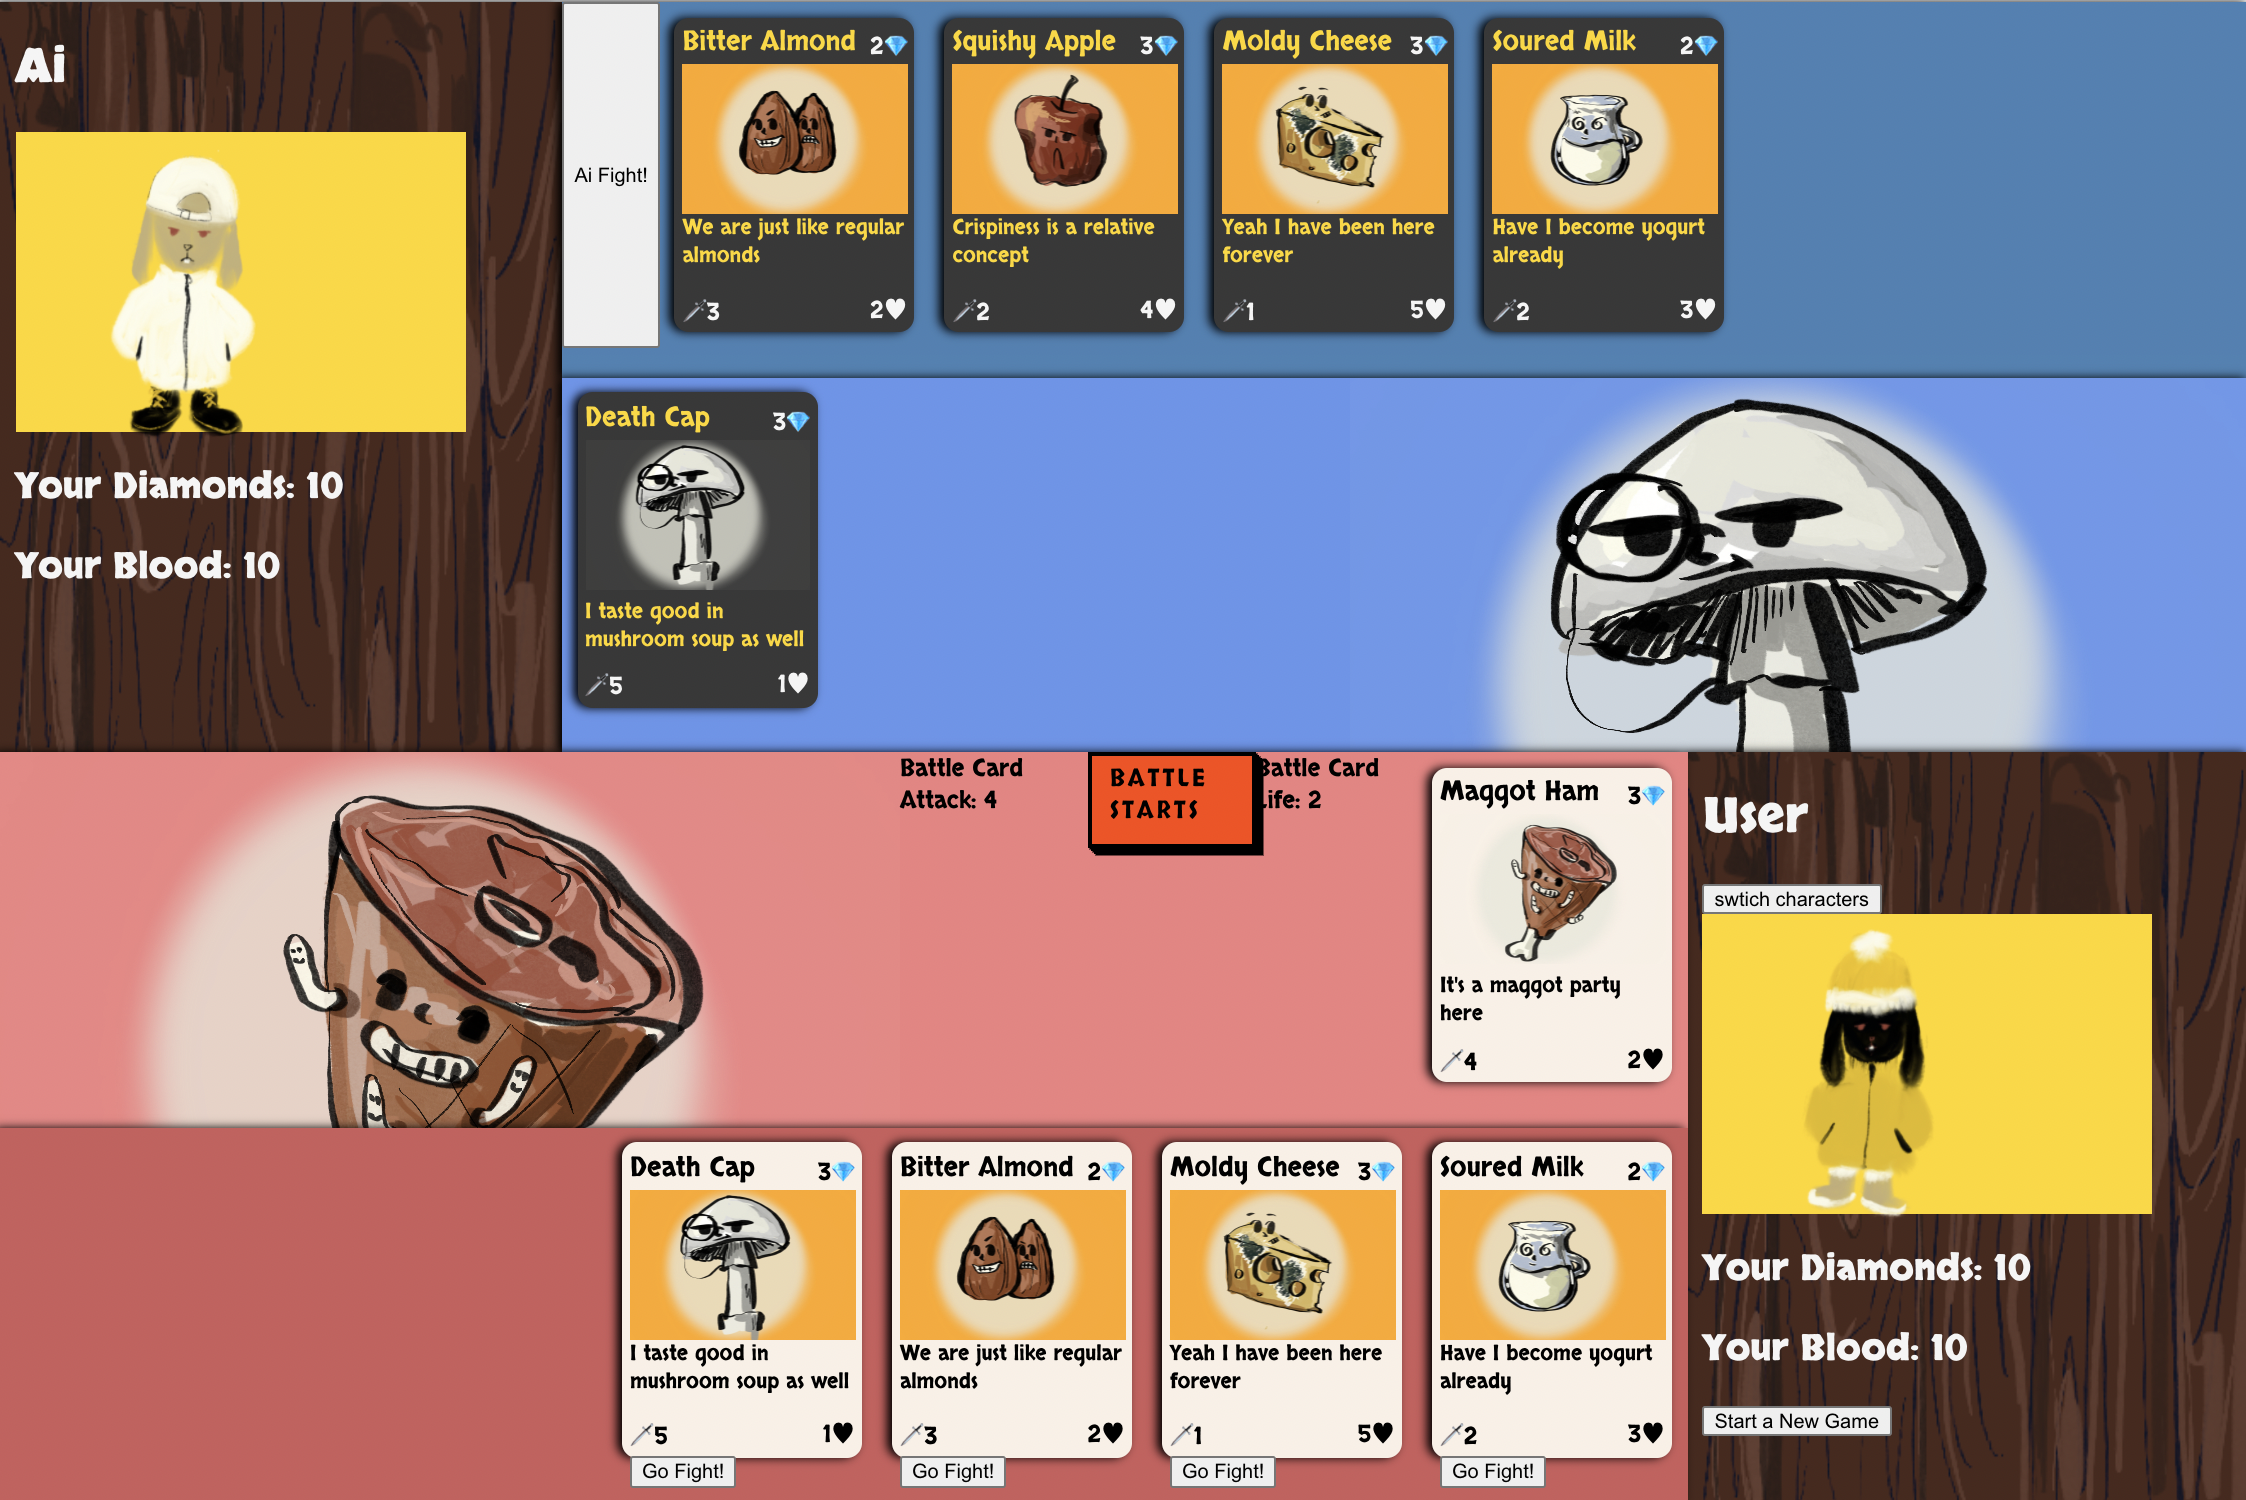 Ai
Your Diamonds: 10
Your Blood: 10
Ai Fight!
Bitter Almond 2
We are just like regular
almonds
3 2
Squishy Apple 3
Crispiness is a relative
concept
2 4
Moldy Cheese 3
Yeah I have been here
forever
1 5
Soured Milk 2
Have I become yogurt
already
2 3
Death Cap 3
I taste good in
mushroom soup as well
5 1
Battle Card
Attack: 4
BATTLE
STARTS
Battle Card
Life: 2
Maggot Ham 3
It's a maggot party
here
4 2
User
swtich characters
Your Diamonds: 10
Your Blood: 10
Start a New Game
Death Cap 3
I taste good in
mushroom soup as well
5 1
Go Fight!
Bitter Almond 2
We are just like regular
almonds
3 2
Go Fight!
Moldy Cheese 3
Yeah I have been here
forever
1 5
Go Fight!
Soured Milk 2
Have I become yogurt
already
2 3
Go Fight!